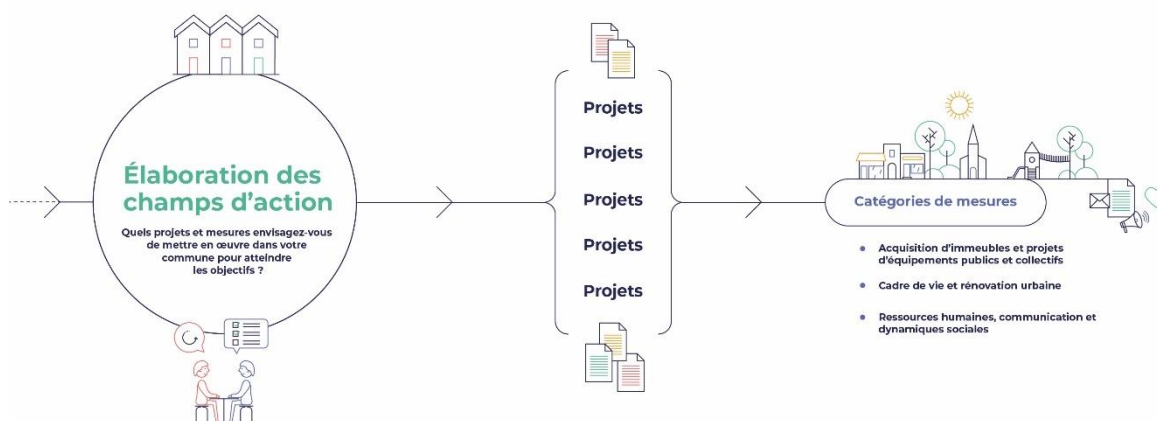 Élaboration des
champs d’action
Quels projets et mesures envisagez-vous
de mettre en œuvre dans votre
commune pour atteindre
les objectifs ?
Projets
Projets
Projets
Projets
Projets
Catégories de mesures
Acquisition d’immeubles et projets
d’équipements publics et collectifs
Cadre de vie et rénovation urbaine
Ressources humaines, communication et
dynamiques sociales